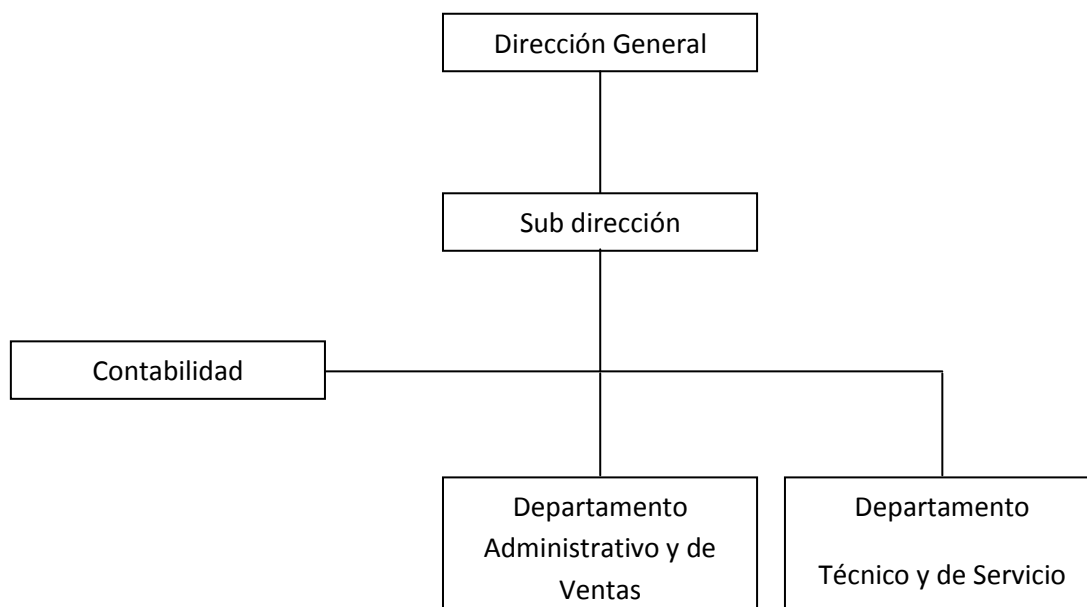 Dirección General
Sub dirección
Contabilidad
Departamento
Administrativo y de
Ventas
Departamento
Técnico y de Servicio